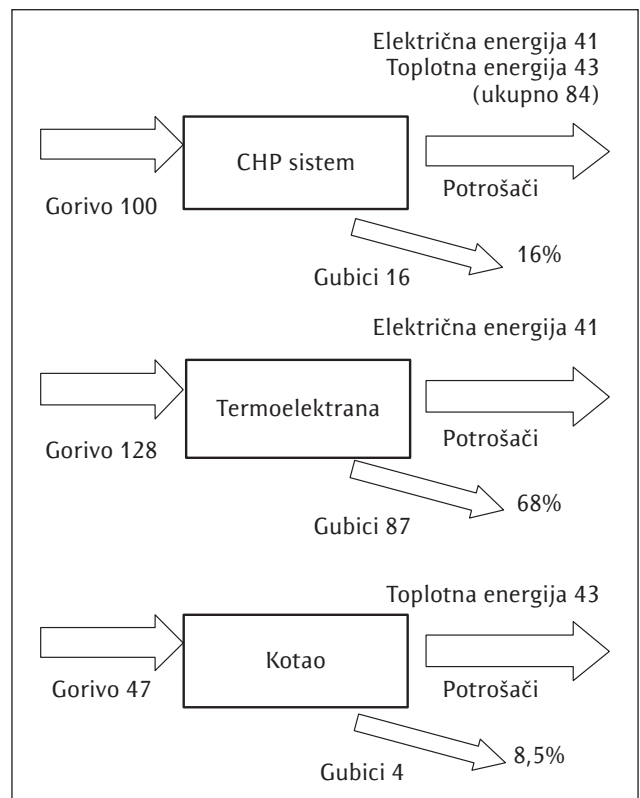 Električna energija 41
Toplotna energija 43
(ukupno 84)
CHP sistem
Gorivo 100
Potrošači
Gubici 16
16%
Električna energija 41
Termoelektrana
Gorivo 128
Potrošači
Gubici 87
68%
Toplotna energija 43
Kotao
Gorivo 47
Potrošači
Gubici 4
8,5%